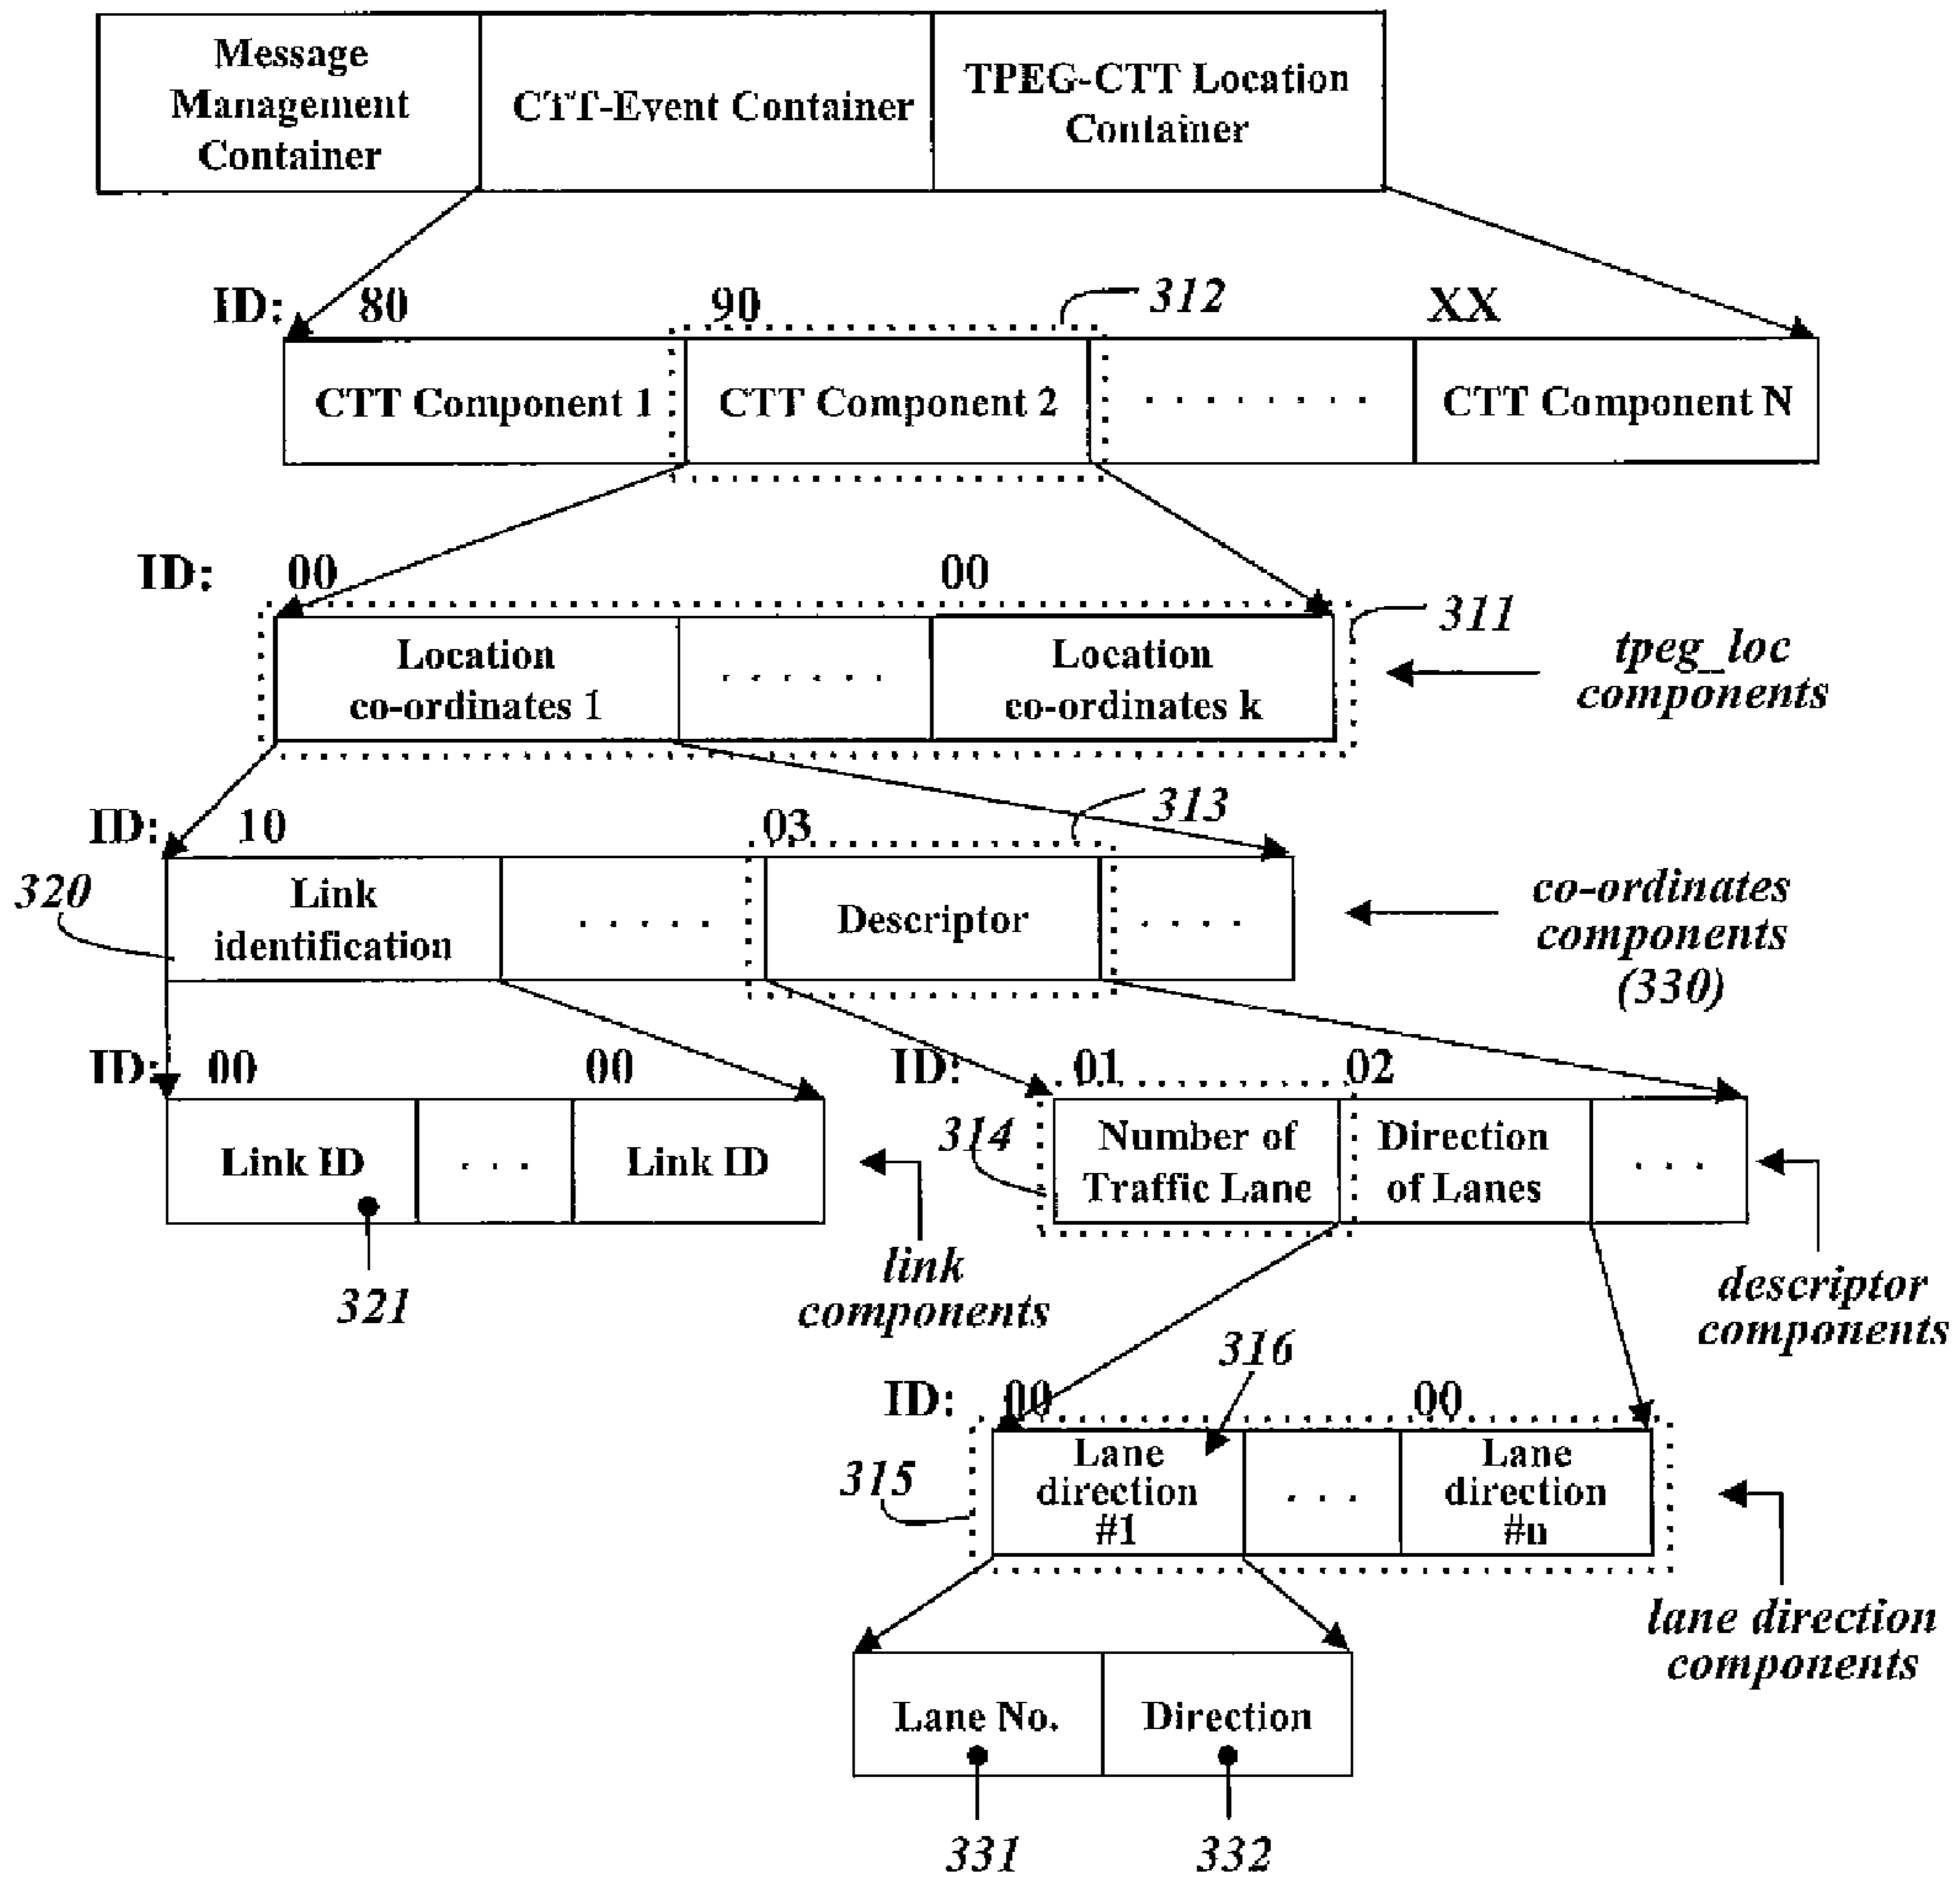 Message
Management
Container
CTT-Event Container
TPEG-CTT Location
Container
ID: 80 90 312 XX
CTT Component 1
CTT Component 2
. . . . . . . .
CTT Component N
ID: 00 00
311
Location
co-ordinates 1
. . . . . .
Location
co-ordinates k
tpeg_loc
components
ID: 10 03 313
320
Link
identification
. . . . .
Descriptor
. . . .
co-ordinates
components
(330)
ID: 00 00
Link ID
. . .
Link ID
321
link
components
ID: 01 02
314
Number of
Traffic Lane
Direction
of Lanes
. . .
descriptor
components
316
ID: 00 00
315
Lane
direction
#1
. . .
Lane
direction
#n
lane direction
components
Lane No.
Direction
331
332